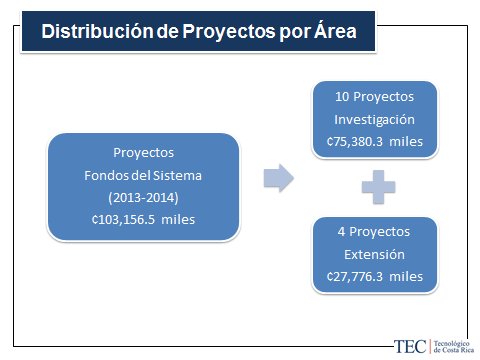 Distribución de Proyectos por Área
Proyectos
Fondos del Sistema
(2013-2014)
¢103,156.5 miles
10 Proyectos
Investigación
¢75,380.3 miles
4 Proyectos
Extensión
¢27,776.3 miles
TEC | Tecnológico
de Costa Rica